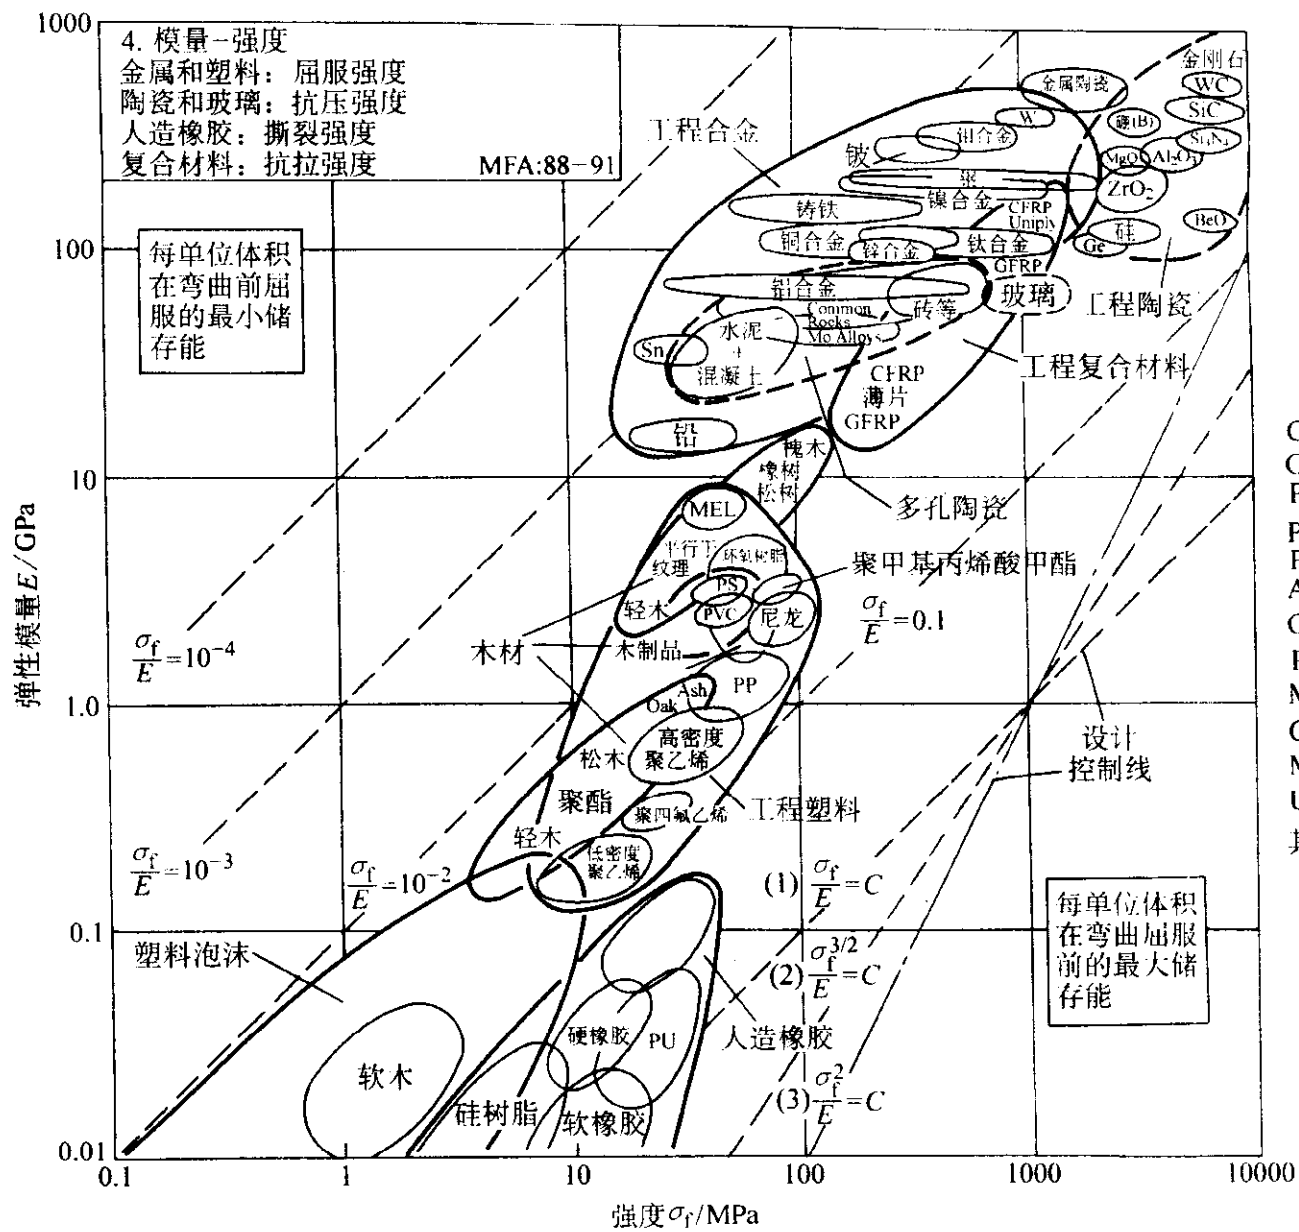 1000
4. 模量-强度
金属和塑料：屈服强度
陶瓷和玻璃：抗压强度
人造橡胶：撕裂强度
复合材料：抗拉强度 MFA:88-91
每单位体积
在弯曲前屈
服的最小储
存能
工程合金
金刚石
金属陶瓷
WC
W
硼(B)
SiC
钼合金
Si₃N₄
铍
MgO
Al₂O₃
ZrO₂
镍合金
CFRP
Uniply
铸铁
铜合金
锌合金
钛合金
硅
Ge
BeO
GFRP
铝合金
砖等
玻璃
工程陶瓷
Common
Rocks
Mo Alloys
水泥
+
混凝土
Sn
工程复合材料
CFRP
薄片
GFRP
铅
槐木
橡树
松树
多孔陶瓷
MEL
平行于
纹理
环氧树脂
聚甲基丙烯酸甲酯
轻木
PS
PVC
尼龙
σf/E=0.1
σf/E=10⁻⁴
木材
木制品
PP
Ash
Oak
高密度
聚乙烯
松木
设计
控制线
聚酯
聚四氟乙烯
工程塑料
轻木
低密度
聚乙烯
σf/E=10⁻³
σf/E=10⁻²
(1) σf/E=C
每单位体积
在弯曲屈服
前的最大储
存能
塑料泡沫
(2) σf^3/2/E=C
硬橡胶
PU
人造橡胶
软木
硅树脂
软橡胶
(3) σf²/E=C
100
10
1.0
0.1
0.01
弹性模量E/GPa
0.1 1 10 100 1000 10000
强度σf/MPa